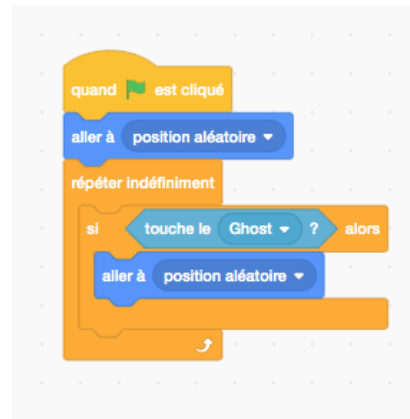 quand est cliqué
aller à position aléatoire
répéter indéfiniment
si touche le Ghost ? alors
aller à position aléatoire